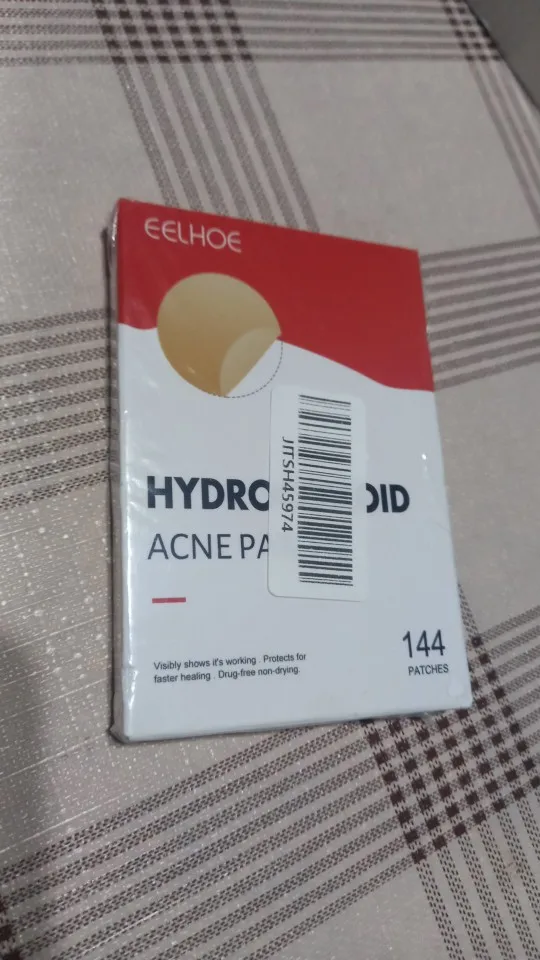 EELHOE
HYDRO OID
ACNE PA
JITSH45974
144
PATCHES
Visibly shows it's working . Protects for
faster healing . Drug-free non-drying.